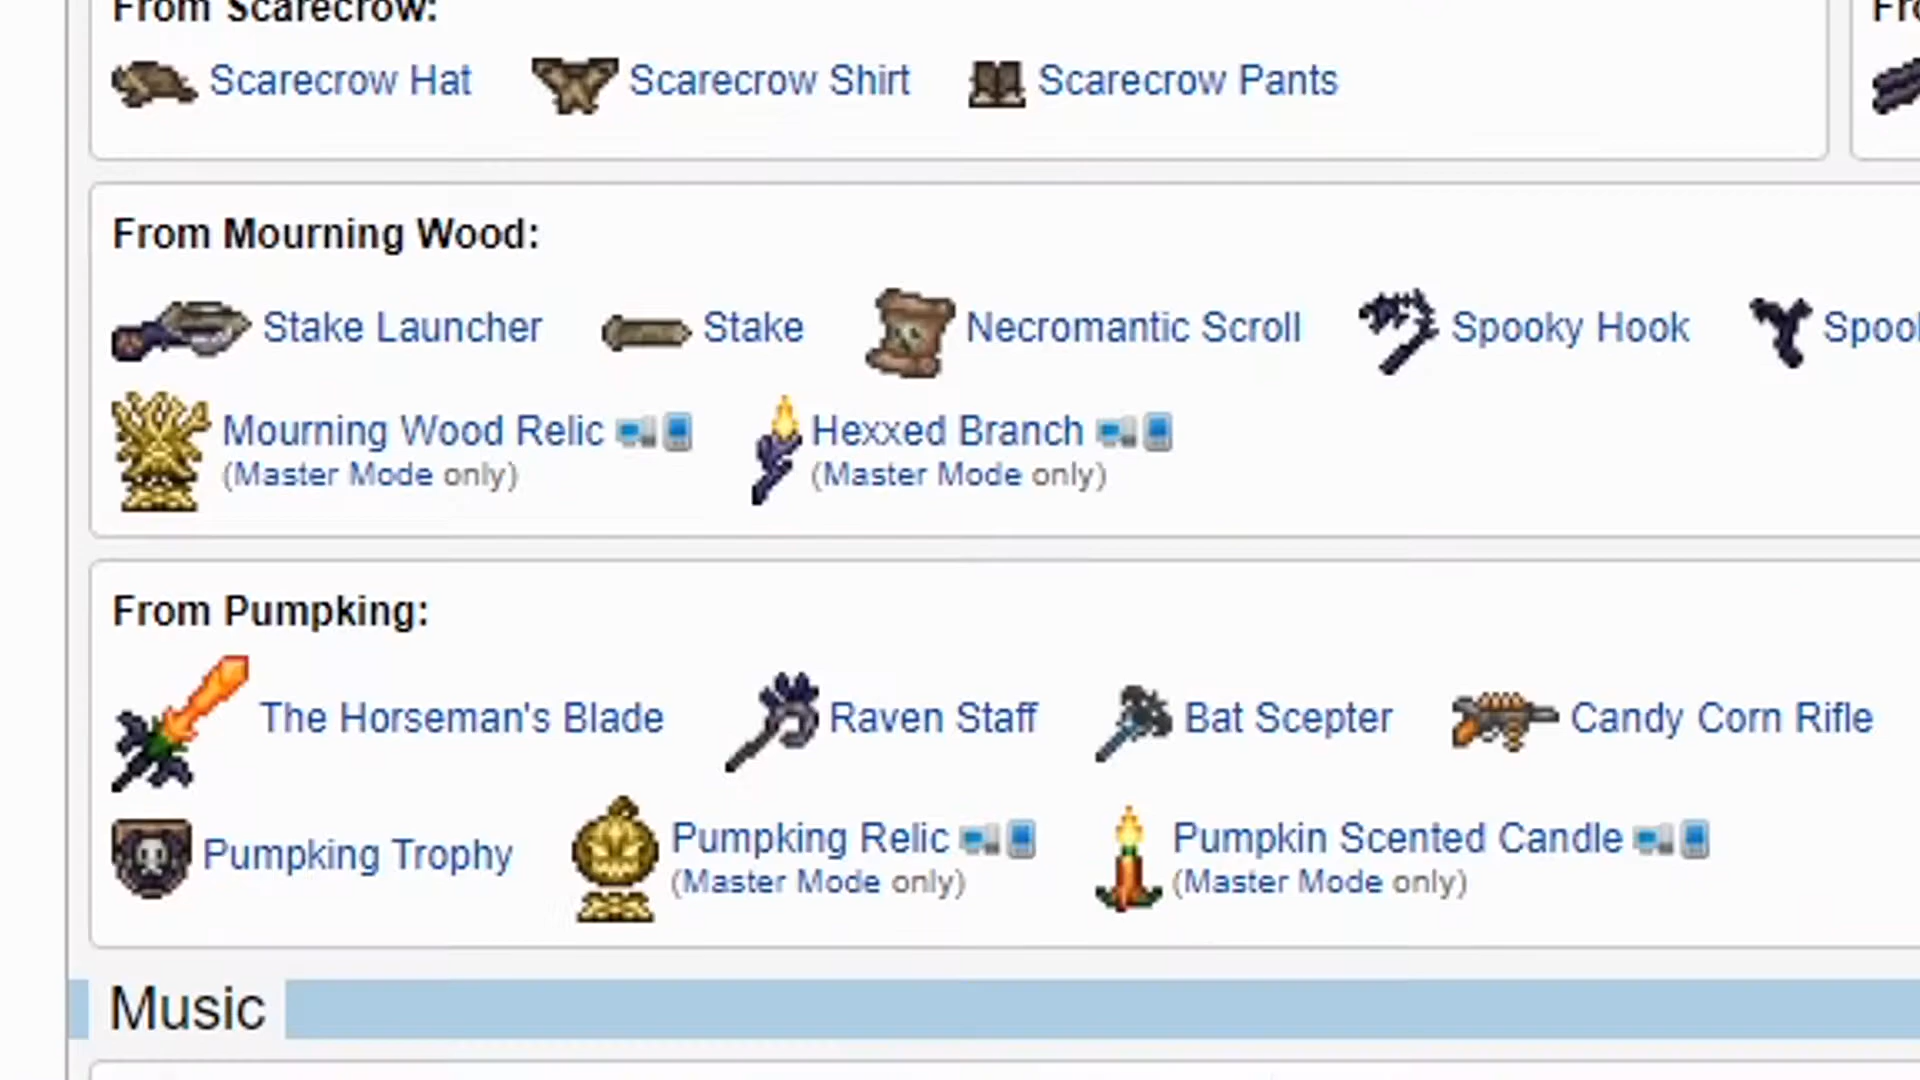 From Scarecrow:
Scarecrow Hat Scarecrow Shirt Scarecrow Pants
From Mourning Wood:
Stake Launcher Stake Necromantic Scroll Spooky Hook
Mourning Wood Relic Hexxed Branch
(Master Mode only) (Master Mode only)
From Pumpking:
The Horseman's Blade Raven Staff Bat Scepter Candy Corn Rifle
Pumpking Trophy Pumpking Relic Pumpkin Scented Candle
(Master Mode only) (Master Mode only)
Music